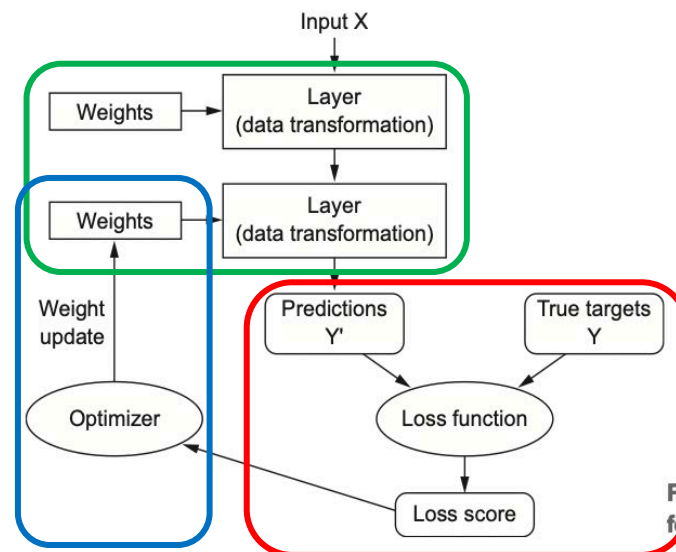 Input X
Weights
Layer
(data transformation)
Weights
Layer
(data transformation)
Weight
update
Predictions
Y'
True targets
Y
Optimizer
Loss function
Loss score